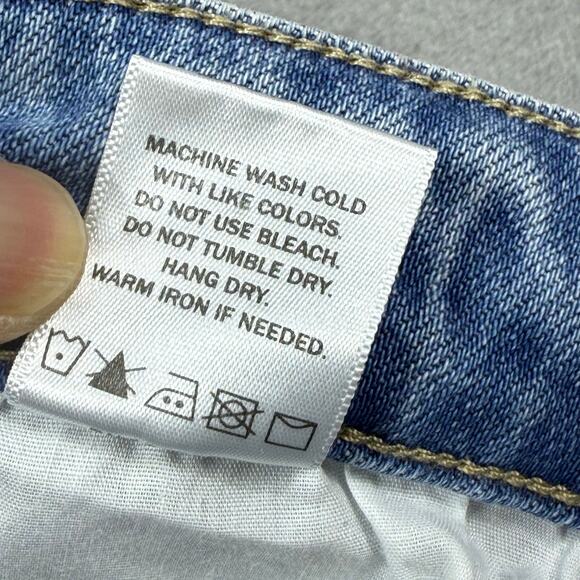 MACHINE WASH COLD
WITH LIKE COLORS.
DO NOT USE BLEACH.
DO NOT TUMBLE DRY.
HANG DRY.
WARM IRON IF NEEDED.